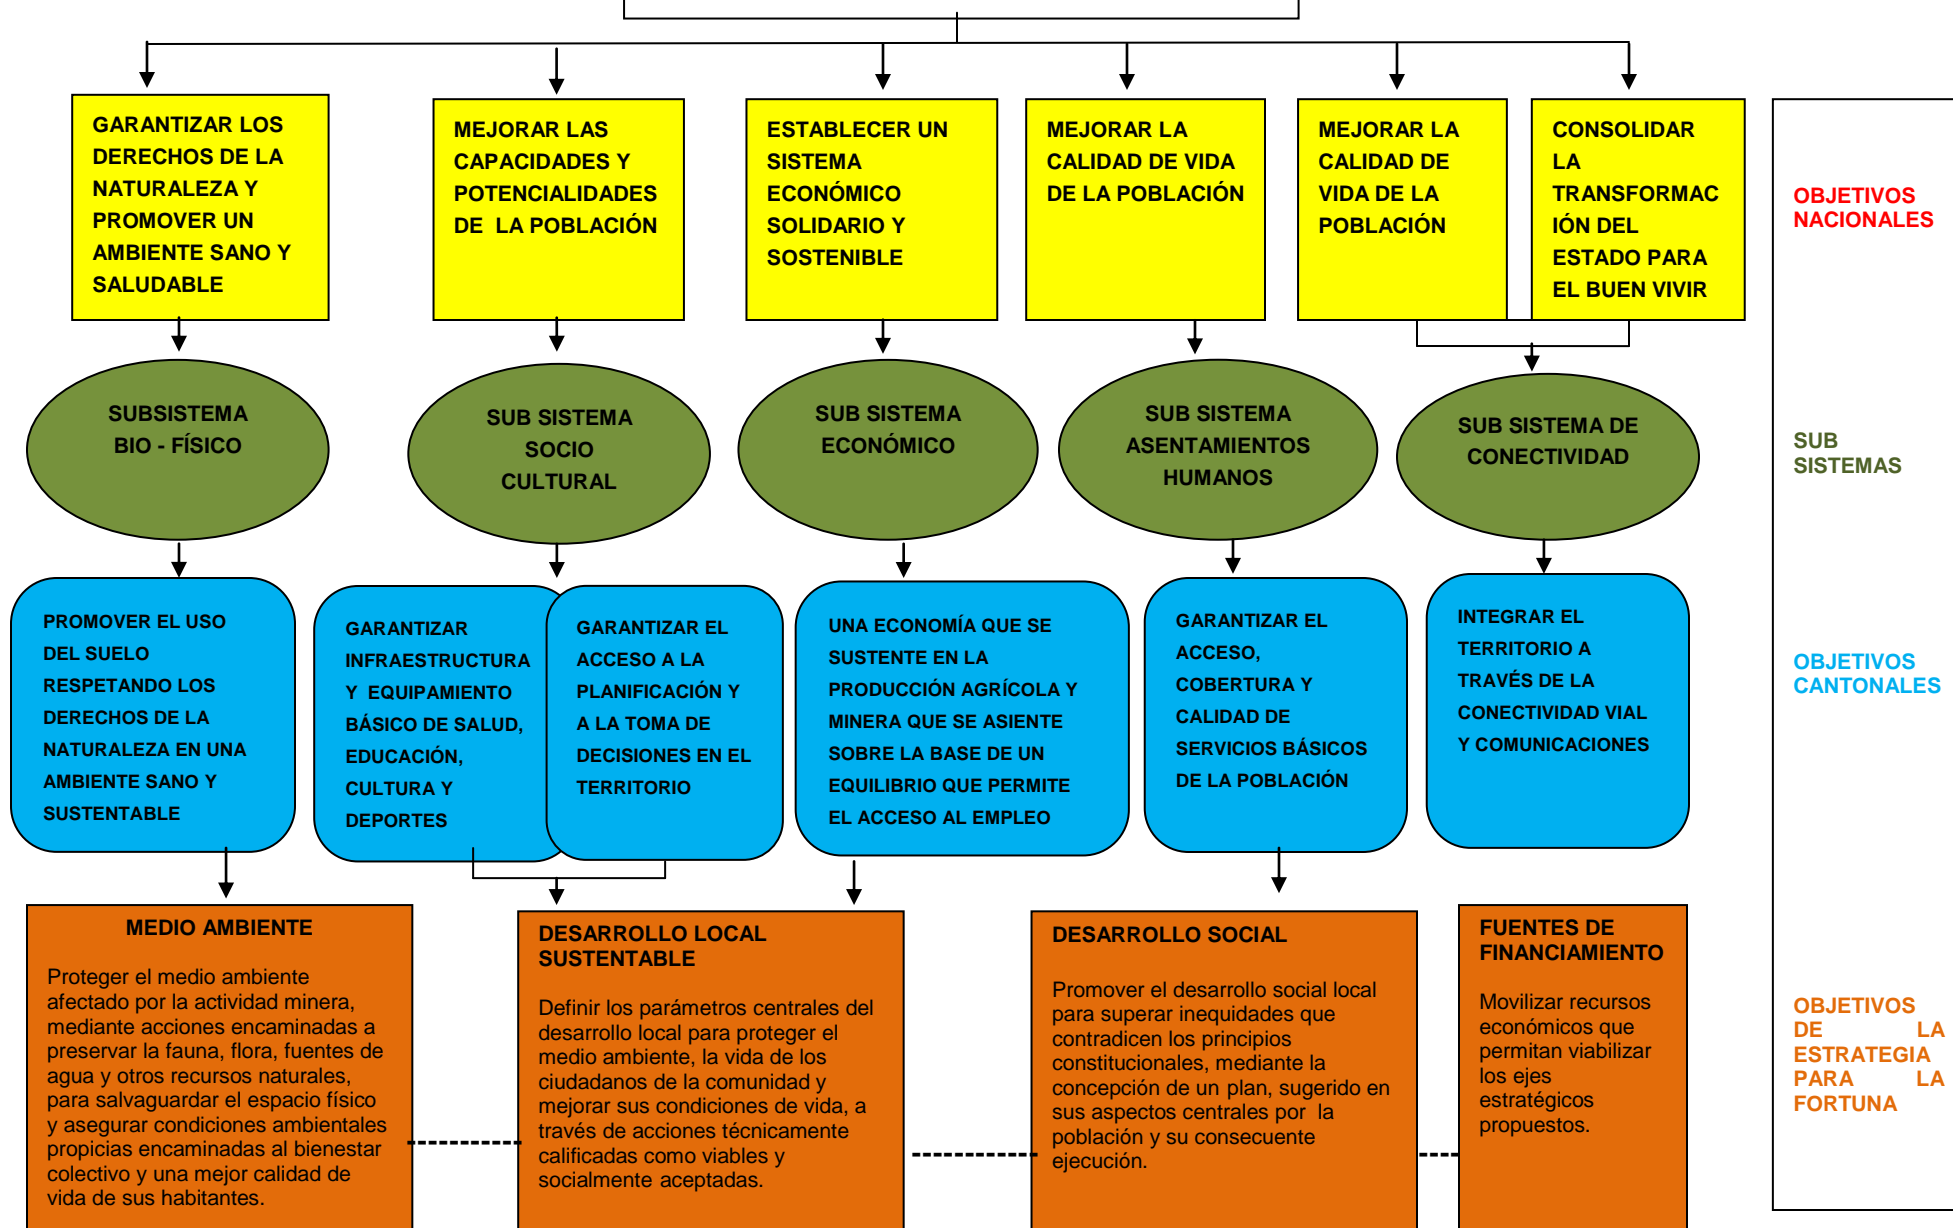 GARANTIZAR LOS
DERECHOS DE LA
NATURALEZA Y
PROMOVER UN
AMBIENTE SANO Y
SALUDABLE
MEJORAR LAS
CAPACIDADES Y
POTENCIALIDADES
DE LA POBLACIÓN
ESTABLECER UN
SISTEMA
ECONÓMICO
SOLIDARIO Y
SOSTENIBLE
MEJORAR LA
CALIDAD DE VIDA
DE LA POBLACIÓN
MEJORAR LA
CALIDAD DE
VIDA DE LA
POBLACIÓN
CONSOLIDAR
LA
TRANSFORMAC
IÓN DEL
ESTADO PARA
EL BUEN VIVIR
OBJETIVOS
NACIONALES
SUBSISTEMA
BIO - FÍSICO
SUB SISTEMA
SOCIO
CULTURAL
SUB SISTEMA
ECONÓMICO
SUB SISTEMA
ASENTAMIENTOS
HUMANOS
SUB SISTEMA DE
CONECTIVIDAD
SUB
SISTEMAS
PROMOVER EL USO
DEL SUELO
RESPETANDO LOS
DERECHOS DE LA
NATURALEZA EN UNA
AMBIENTE SANO Y
SUSTENTABLE
GARANTIZAR
INFRAESTRUCTURA
Y EQUIPAMIENTO
BÁSICO DE SALUD,
EDUCACIÓN,
CULTURA Y
DEPORTES
GARANTIZAR EL
ACCESO A LA
PLANIFICACIÓN Y
A LA TOMA DE
DECISIONES EN EL
TERRITORIO
UNA ECONOMÍA QUE SE
SUSTENTE EN LA
PRODUCCIÓN AGRÍCOLA Y
MINERA QUE SE ASIENTE
SOBRE LA BASE DE UN
EQUILIBRIO QUE PERMITE
EL ACCESO AL EMPLEO
GARANTIZAR EL
ACCESO,
COBERTURA Y
CALIDAD DE
SERVICIOS BÁSICOS
DE LA POBLACIÓN
INTEGRAR EL
TERRITORIO A
TRAVÉS DE LA
CONECTIVIDAD VIAL
Y COMUNICACIONES
OBJETIVOS
CANTONALES
MEDIO AMBIENTE
Proteger el medio ambiente
afectado por la actividad minera,
mediante acciones encaminadas a
preservar la fauna, flora, fuentes de
agua y otros recursos naturales,
para salvaguardar el espacio físico
y asegurar condiciones ambientales
propicias encaminadas al bienestar
colectivo y una mejor calidad de
vida de sus habitantes.
DESARROLLO LOCAL
SUSTENTABLE
Definir los parámetros centrales del
desarrollo local para proteger el
medio ambiente, la vida de los
ciudadanos de la comunidad y
mejorar sus condiciones de vida, a
través de acciones técnicamente
calificadas como viables y
socialmente aceptadas.
DESARROLLO SOCIAL
Promover el desarrollo social local
para superar inequidades que
contradicen los principios
constitucionales, mediante la
concepción de un plan, sugerido en
sus aspectos centrales por la
población y su consecuente
ejecución.
FUENTES DE
FINANCIAMIENTO
Movilizar recursos
económicos que
permitan viabilizar
los ejes
estratégicos
propuestos.
OBJETIVOS
DE LA
ESTRATEGIA
PARA LA
FORTUNA